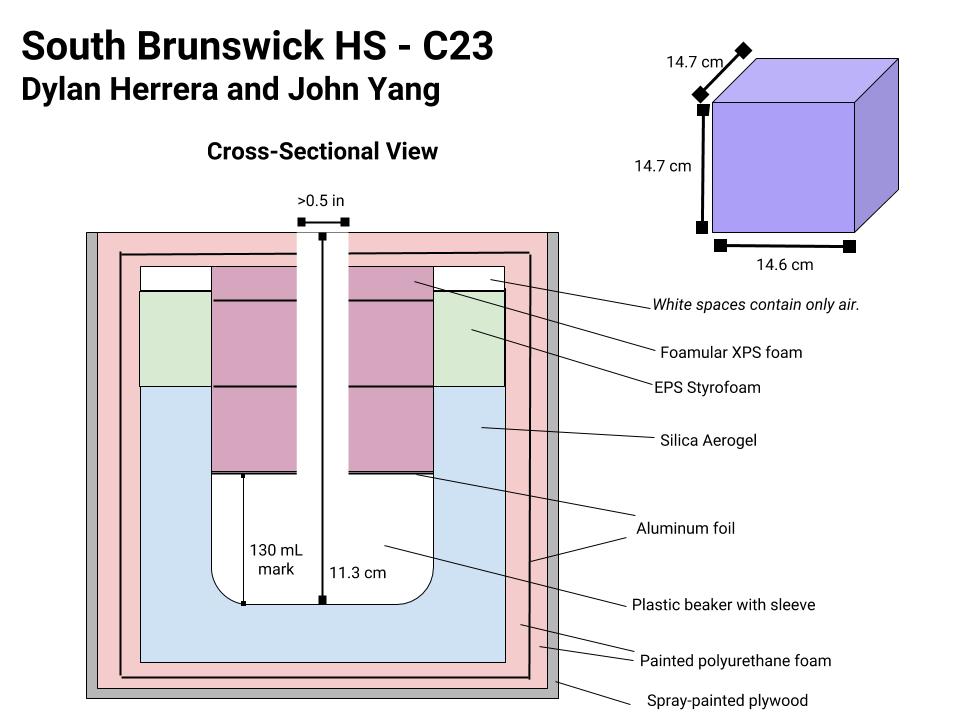 South Brunswick HS - C23
Dylan Herrera and John Yang
Cross-Sectional View
>0.5 in
14.7 cm
14.7 cm
14.6 cm
White spaces contain only air.
Foamular XPS foam
EPS Styrofoam
Silica Aerogel
Aluminum foil
130 mL
mark
11.3 cm
Plastic beaker with sleeve
Painted polyurethane foam
Spray-painted plywood